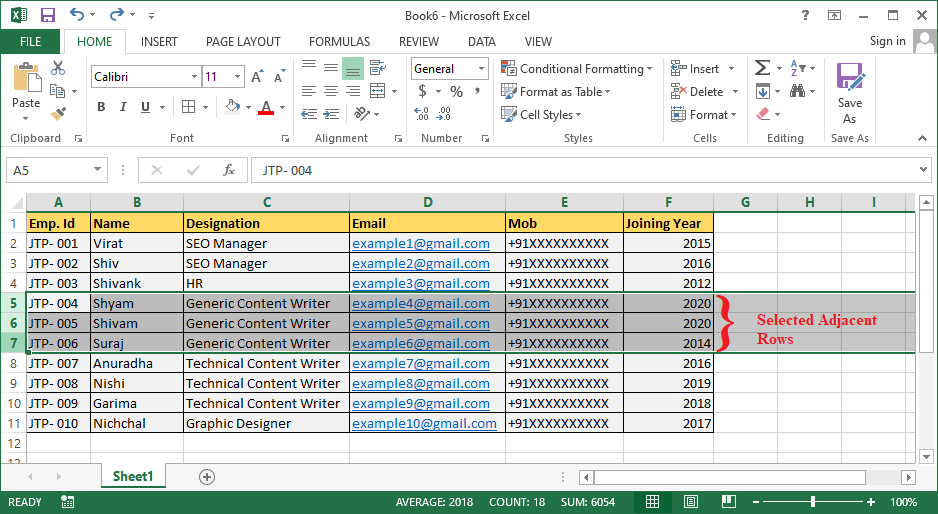 Book6 - Microsoft Excel
?
FILE HOME INSERT PAGE LAYOUT FORMULAS REVIEW DATA VIEW Sign in
Paste
Calibri 11
B I U A
General
$ % ,
Conditional Formatting
Format as Table
Cell Styles
Insert
Delete
Format
Save
As
Clipboard Font Alignment Number Styles Cells Editing Save As
A5 fx JTP- 004
A B C D E F G H I
1 Emp. Id Name Designation Email Mob Joining Year
2 JTP- 001 Virat SEO Manager example1@gmail.com +91XXXXXXXXXX 2015
3 JTP- 002 Shiv SEO Manager example2@gmail.com +91XXXXXXXXXX 2016
4 JTP- 003 Shivank HR example3@gmail.com +91XXXXXXXXXX 2012
5 JTP- 004 Shyam Generic Content Writer example4@gmail.com +91XXXXXXXXXX 2020
6 JTP- 005 Shivam Generic Content Writer example5@gmail.com +91XXXXXXXXXX 2020
7 JTP- 006 Suraj Generic Content Writer example6@gmail.com +91XXXXXXXXXX 2014
Selected Adjacent
Rows
8 JTP- 007 Anuradha Technical Content Writer example7@gmail.com +91XXXXXXXXXX 2016
9 JTP- 008 Nishi Technical Content Writer example8@gmail.com +91XXXXXXXXXX 2019
10 JTP- 009 Garima Technical Content Writer example9@gmail.com +91XXXXXXXXXX 2018
11 JTP- 010 Nichchal Graphic Designer example10@gmail.com +91XXXXXXXXXX 2017
12
Sheet1
READY AVERAGE: 2018 COUNT: 18 SUM: 6054 100%